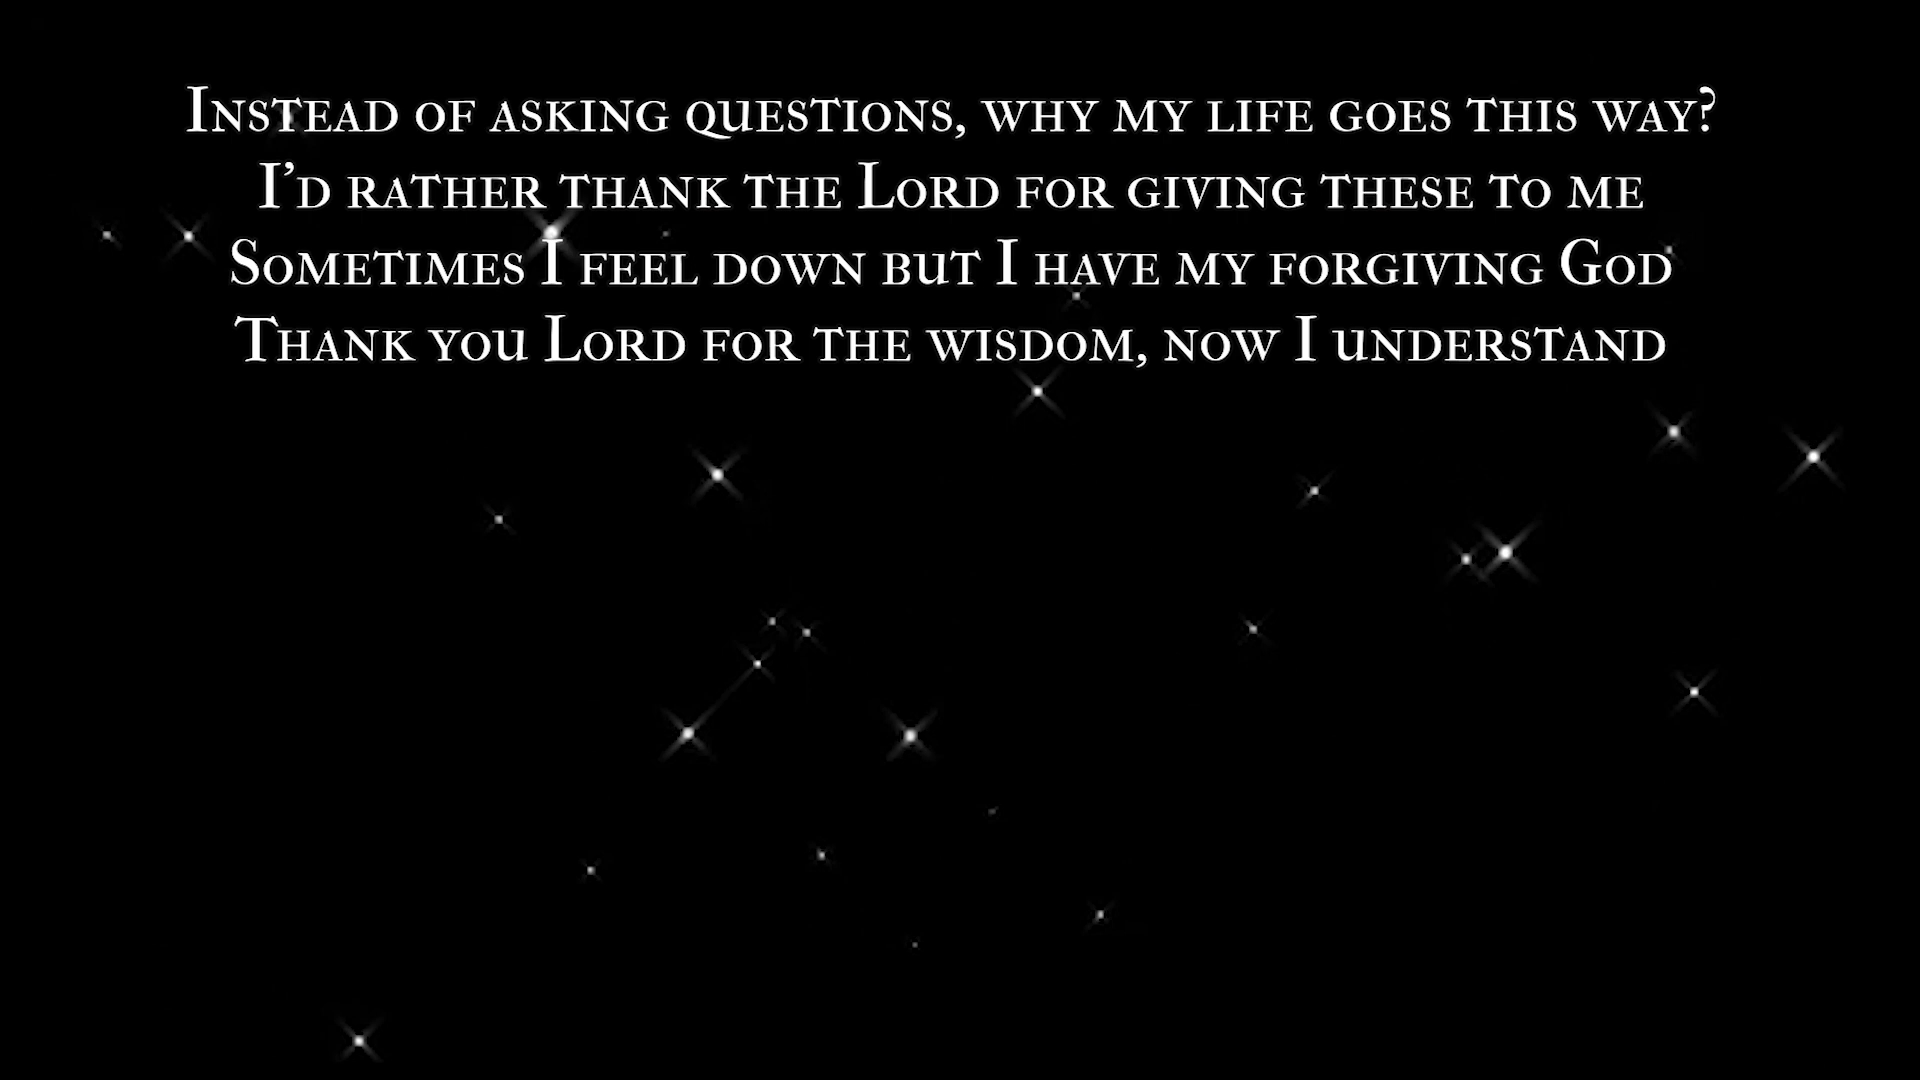 Instead of asking questions, why my life goes this way?
I'd rather thank the Lord for giving these to me
Sometimes I feel down but I have my forgiving God
Thank you Lord for the wisdom, now I understand